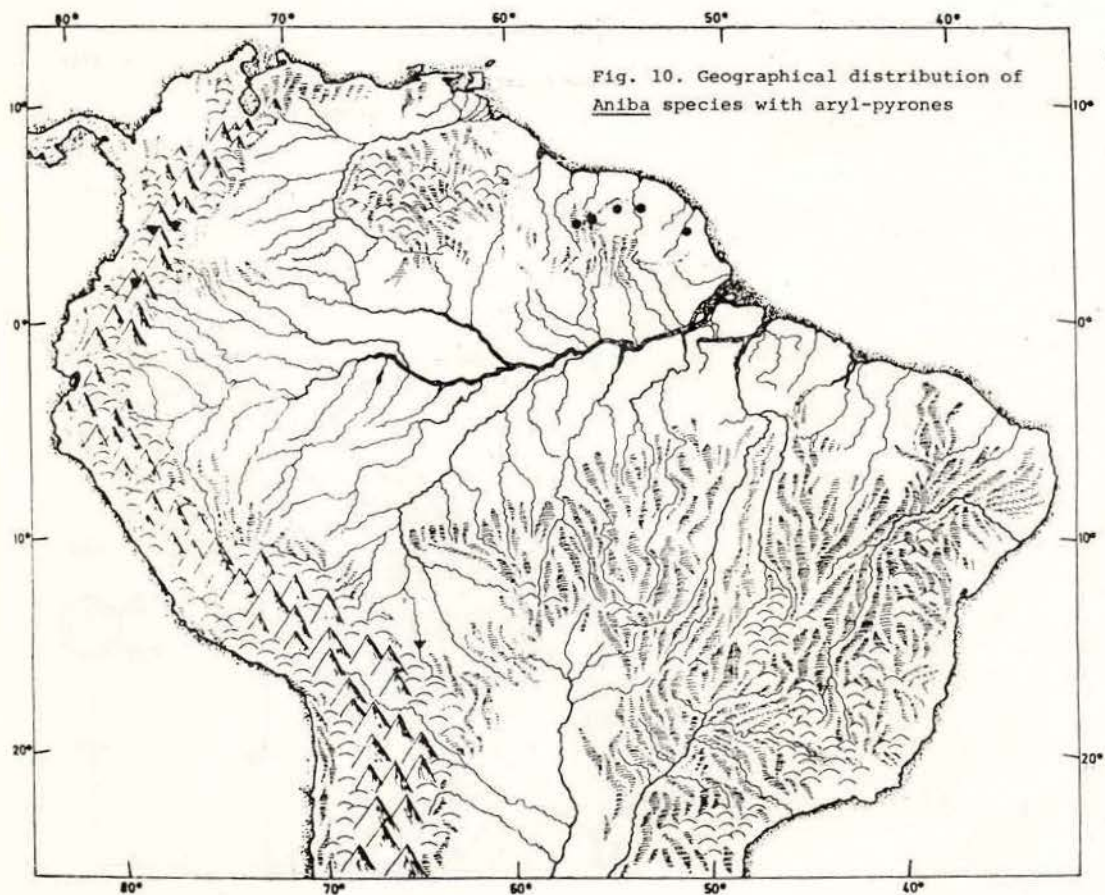 80° 70° 60° 50° 40°
Fig. 10. Geographical distribution of
Aniba species with aryl-pyrones
10° 10°
0° 0°
10° 10°
20° 20°
80° 70° 60° 50° 40°